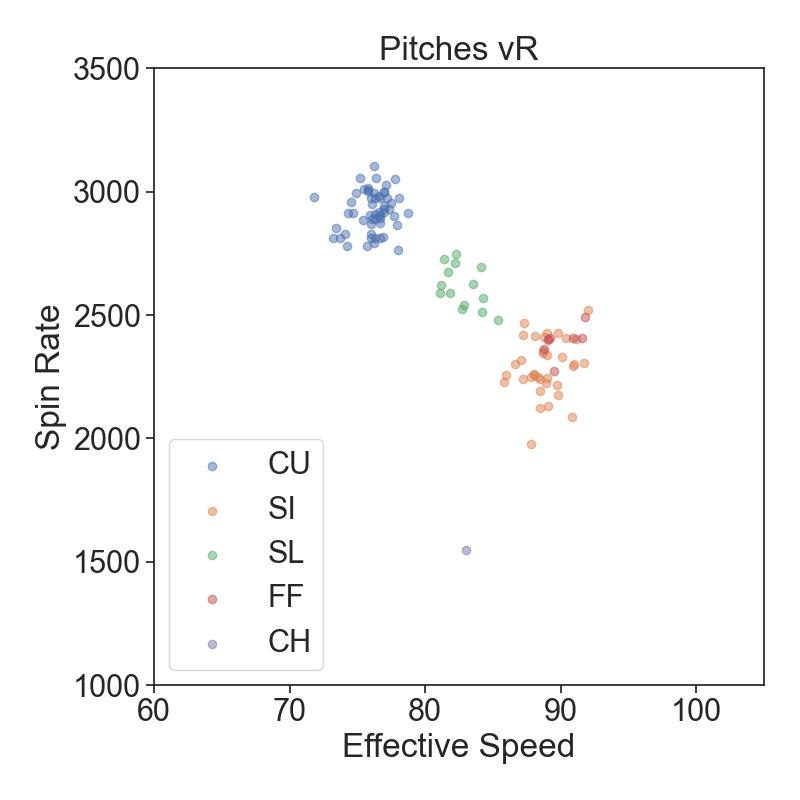 Pitches vR
3500
3000
2500
2000
1500
1000
Spin Rate
CU
SI
SL
FF
CH
60 70 80 90 100
Effective Speed